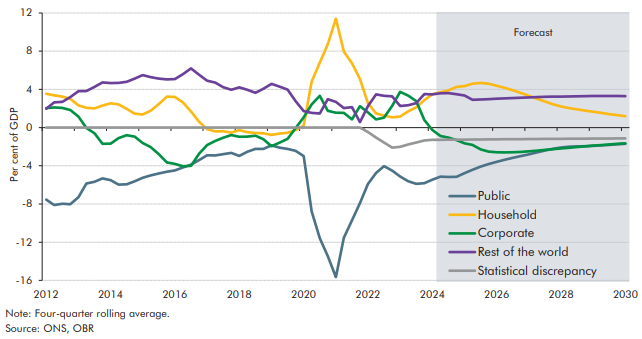 12
8
4
0
-4
-8
-12
-16
Per cent of GDP
Forecast
Public
Household
Corporate
Rest of the world
Statistical discrepancy
2012 2014 2016 2018 2020 2022 2024 2026 2028 2030
Note: Four-quarter rolling average.
Source: ONS, OBR